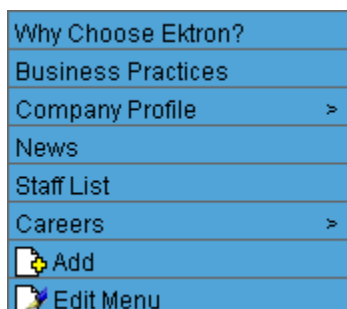 Why Choose Ektron?
Business Practices
Company Profile >
News
Staff List
Careers >
Add
Edit Menu